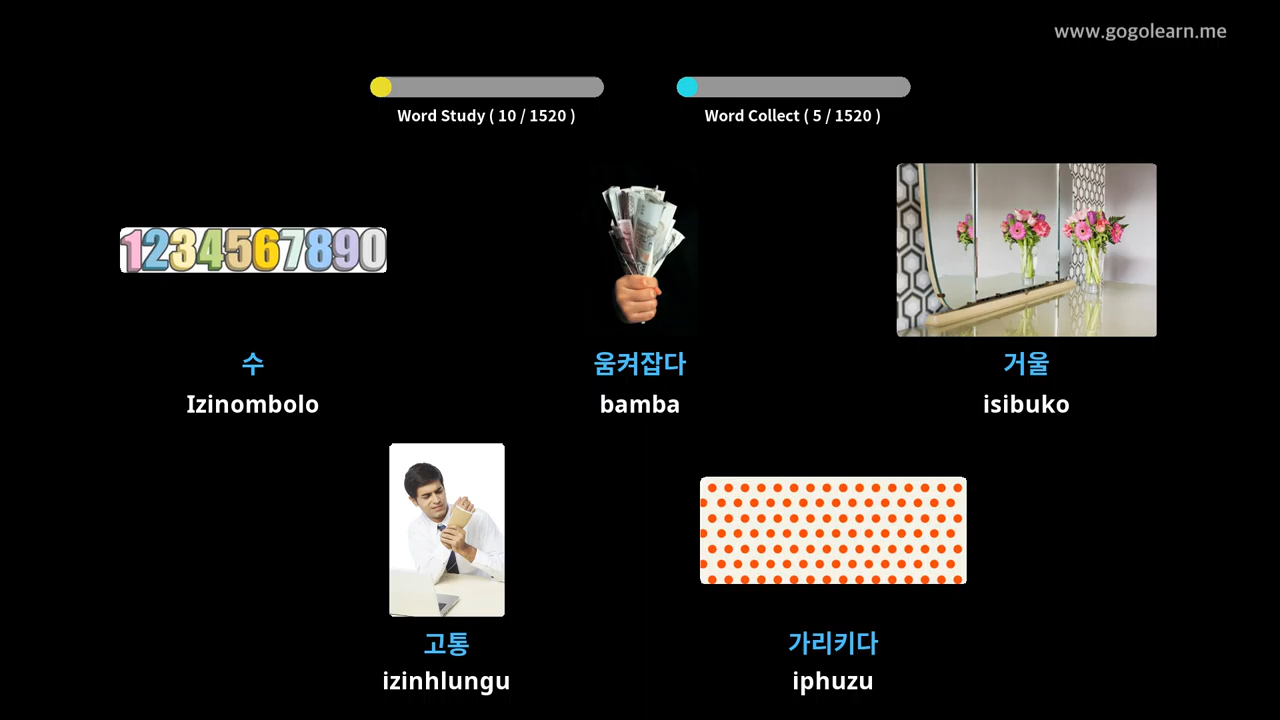 www.gogolearn.me
Word Study ( 10 / 1520 )
Word Collect ( 5 / 1520 )
1234567890
수
Izinombolo
움켜잡다
bamba
거울
isibuko
고통
izinhlungu
가리키다
iphuzu